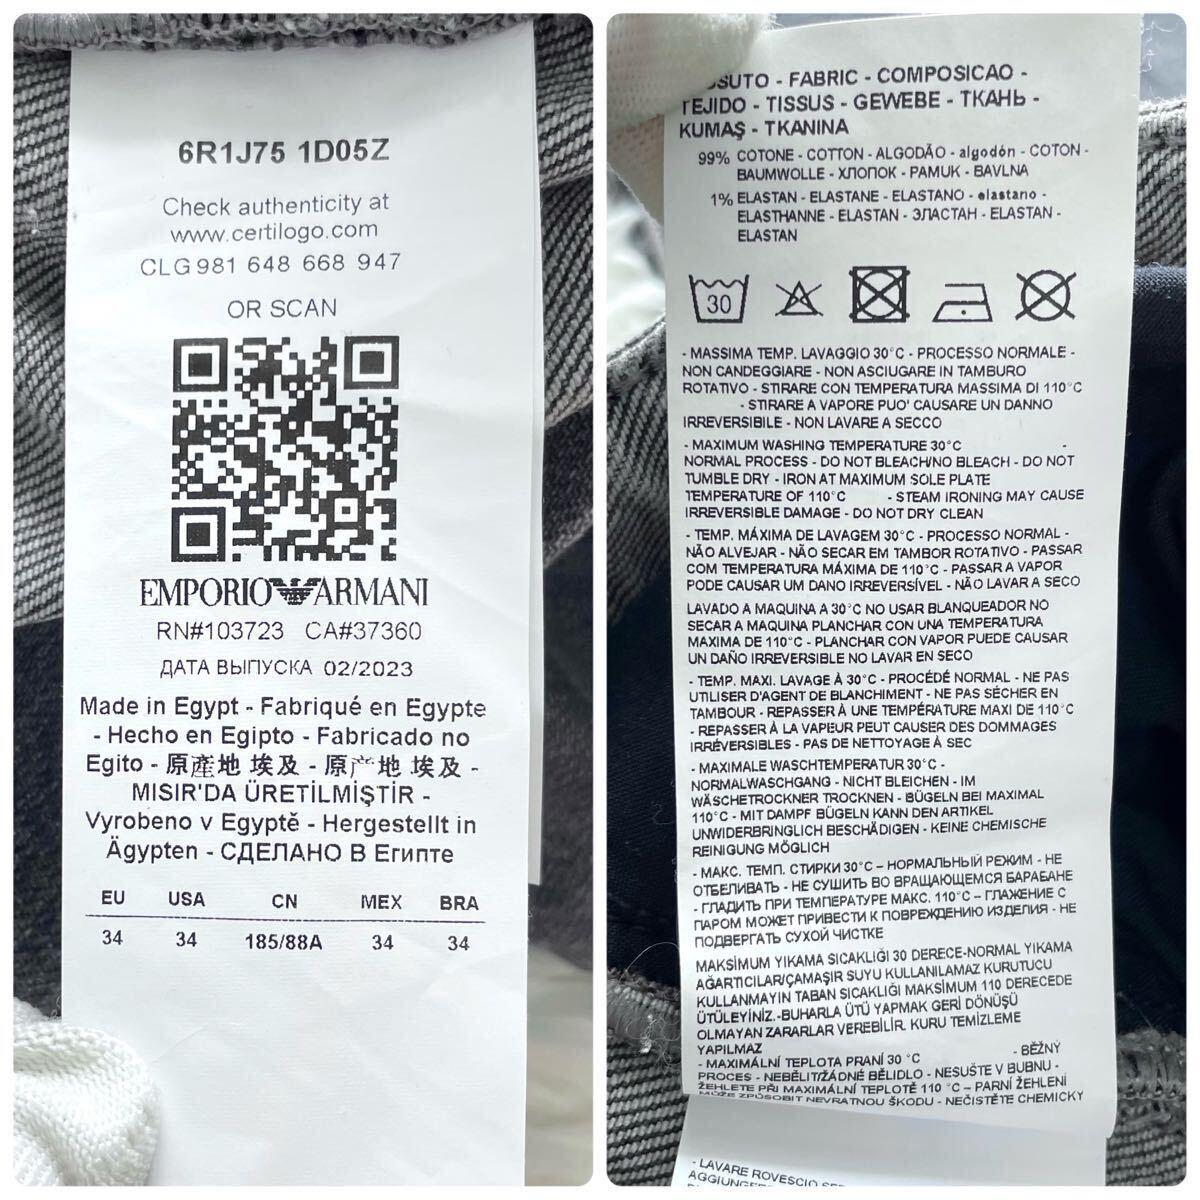 6R1J75 1D05Z
Check authenticity at
www.certilogo.com
CLG 981 648 668 947
OR SCAN
EMPORIO ARMANI
RN#103723 CA#37360
ДАТА ВЫПУСКА 02/2023
Made in Egypt - Fabriqué en Egypte
- Hecho en Egipto - Fabricado no
Egito - 原產地 埃及 - 原产地 埃及 -
MISIR'DA ÜRETİLMİŞTİR -
Vyrobeno v Egyptě - Hergestellt in
Ägypten - СДЕЛАНО В Египте
EU USA CN MEX BRA
34 34 185/88A 34 34
SUTO - FABRIC - COMPOSICAO -
TEJIDO - TISSUS - GEWEBE - ТКАНЬ -
KUMAŞ - TKANINA
99% COTONE - COTTON - ALGODÃO - algodón - COTON -
BAUMWOLLE - ХЛОПОК - PAMUK - BAVLNA
1% ELASTAN - ELASTANE - ELASTANO - elastano -
ELASTHANNE - ELASTAN - ЭЛАСТАН - ELASTAN -
ELASTAN
30
- MASSIMA TEMP. LAVAGGIO 30°C - PROCESSO NORMALE -
NON CANDEGGIARE - NON ASCIUGARE IN TAMBURO
ROTATIVO - STIRARE CON TEMPERATURA MASSIMA DI 110°C
- STIRARE A VAPORE PUO' CAUSARE UN DANNO
IRREVERSIBILE - NON LAVARE A SECCO
- MAXIMUM WASHING TEMPERATURE 30°C -
NORMAL PROCESS - DO NOT BLEACH/NO BLEACH - DO NOT
TUMBLE DRY - IRON AT MAXIMUM SOLE PLATE
TEMPERATURE OF 110°C - STEAM IRONING MAY CAUSE
IRREVERSIBLE DAMAGE - DO NOT DRY CLEAN
- TEMP. MÁXIMA DE LAVAGEM 30°C - PROCESSO NORMAL -
NÃO ALVEJAR - NÃO SECAR EM TAMBOR ROTATIVO - PASSAR
COM TEMPERATURA MÁXIMA DE 110°C - PASSAR A VAPOR
PODE CAUSAR UM DANO IRREVERSÍVEL - NÃO LAVAR A SECO
LAVADO A MAQUINA A 30°C NO USAR BLANQUEADOR NO
SECAR A MAQUINA PLANCHAR CON UNA TEMPERATURA
MAXIMA DE 110°C - PLANCHAR CON VAPOR PUEDE CAUSAR
UN DAÑO IRREVERSIBLE NO LAVAR EN SECO
- TEMP. MAXI. LAVAGE À 30°C - PROCÉDÉ NORMAL - NE PAS
UTILISER D'AGENT DE BLANCHIMENT - NE PAS SÉCHER EN
TAMBOUR - REPASSER À UNE TEMPÉRATURE MAXI DE 110°C
- REPASSER À LA VAPEUR PEUT CAUSER DES DOMMAGES
IRRÉVERSIBLES - PAS DE NETTOYAGE À SEC
- MAXIMALE WASCHTEMPERATUR 30°C -
NORMALWASCHGANG - NICHT BLEICHEN - IM
WÄSCHETROCKNER TROCKNEN - BÜGELN BEI MAXIMAL
110°C - MIT DAMPF BÜGELN KANN DEN ARTIKEL
UNWIDERBRINGLICH BESCHÄDIGEN - KEINE CHEMISCHE
REINIGUNG MÖGLICH
- МАКС. ТЕМП. СТИРКИ 30°C – НОРМАЛЬНЫЙ РЕЖИМ - НЕ
ОТБЕЛИВАТЬ - НЕ СУШИТЬ ВО ВРАЩАЮЩЕМСЯ БАРАБАНЕ
- ГЛАДИТЬ ПРИ ТЕМПЕРАТУРЕ МАКС. 110°C – ГЛАЖЕНИЕ С
ПАРОМ МОЖЕТ ПРИВЕСТИ К ПОВРЕЖДЕНИЮ ИЗДЕЛИЯ - НЕ
ПОДВЕРГАТЬ СУХОЙ ЧИСТКЕ
MAKSİMUM YIKAMA SICAKLIĞI 30 DERECE-NORMAL YIKAMA
AĞARTICILAR/ÇAMAŞIR SUYU KULLANILAMAZ KURUTUCU
KULLANMAYIN TABAN SICAKLIĞI MAKSİMUM 110 DERECEDE
ÜTÜLEYİNİZ.-BUHARLA ÜTÜ YAPMAK GERİ DÖNÜŞÜ
OLMAYAN ZARARLAR VEREBİLİR. KURU TEMİZLEME
YAPILMAZ
- MAXIMÁLNÍ TEPLOTA PRANÍ 30 °C - BĚŽNÝ
PROCES - NEBĚLIT/ŽÁDNÉ BĚLIDLO - NESUŠTE V BUBNU -
ŽEHLETE PŘI MAXIMÁLNÍ TEPLOTĚ 110 °C – PARNÍ ŽEHLENÍ
MŮŽE ZPŮSOBIT NEVRATNOU ŠKODU - NEČISTĚTE CHEMICKY
- LAVARE ROVESCIO